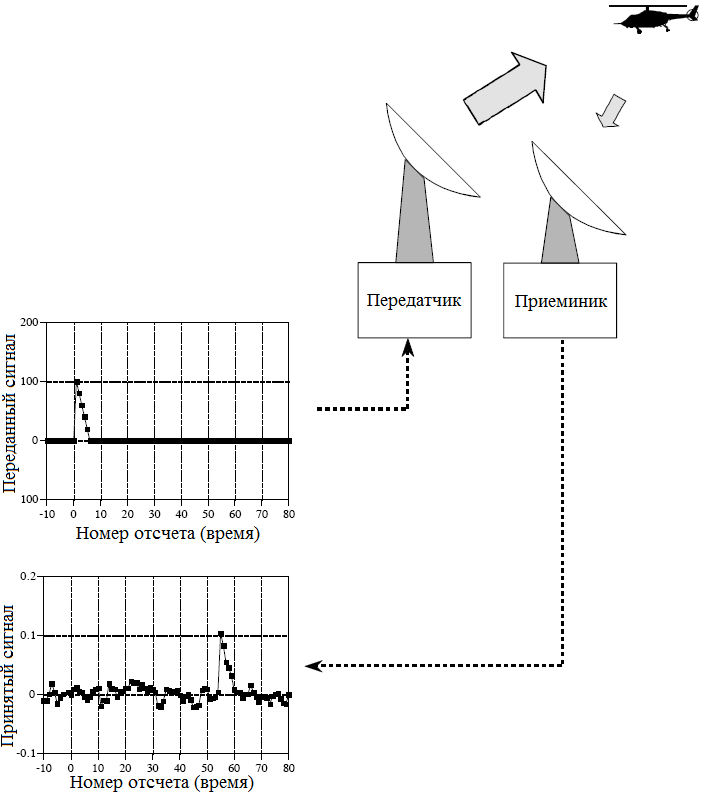 Передатчик
Приеминик
Переданный сигнал
200
100
0
100
-10 0 10 20 30 40 50 60 70 80
Номер отсчета (время)
Принятый сигнал
0.2
0.1
0
-0.1
-10 0 10 20 30 40 50 60 70 80
Номер отсчета (время)